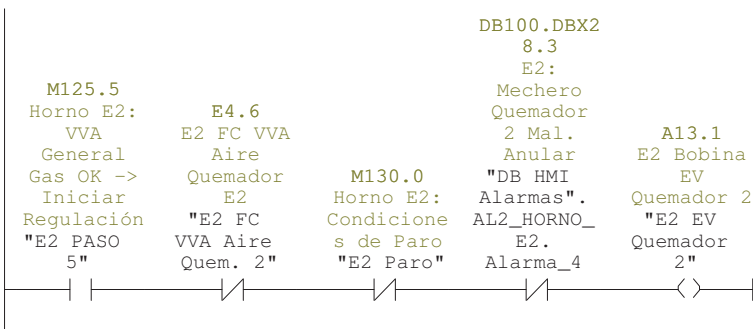 M125.5
Horno E2:
VVA
General
Gas OK ->
Iniciar
Regulación
"E2 PASO
5"
E4.6
E2 FC VVA
Aire
Quemador
E2
"E2 FC
VVA Aire
Quem. 2"
M130.0
Horno E2:
Condicione
s de Paro
"E2 Paro"
DB100.DBX2
8.3
E2:
Mechero
Quemador
2 Mal.
Anular
"DB HMI
Alarmas".
AL2_HORNO_
E2.
Alarma_4
A13.1
E2 Bobina
EV
Quemador 2
"E2 EV
Quemador
2"